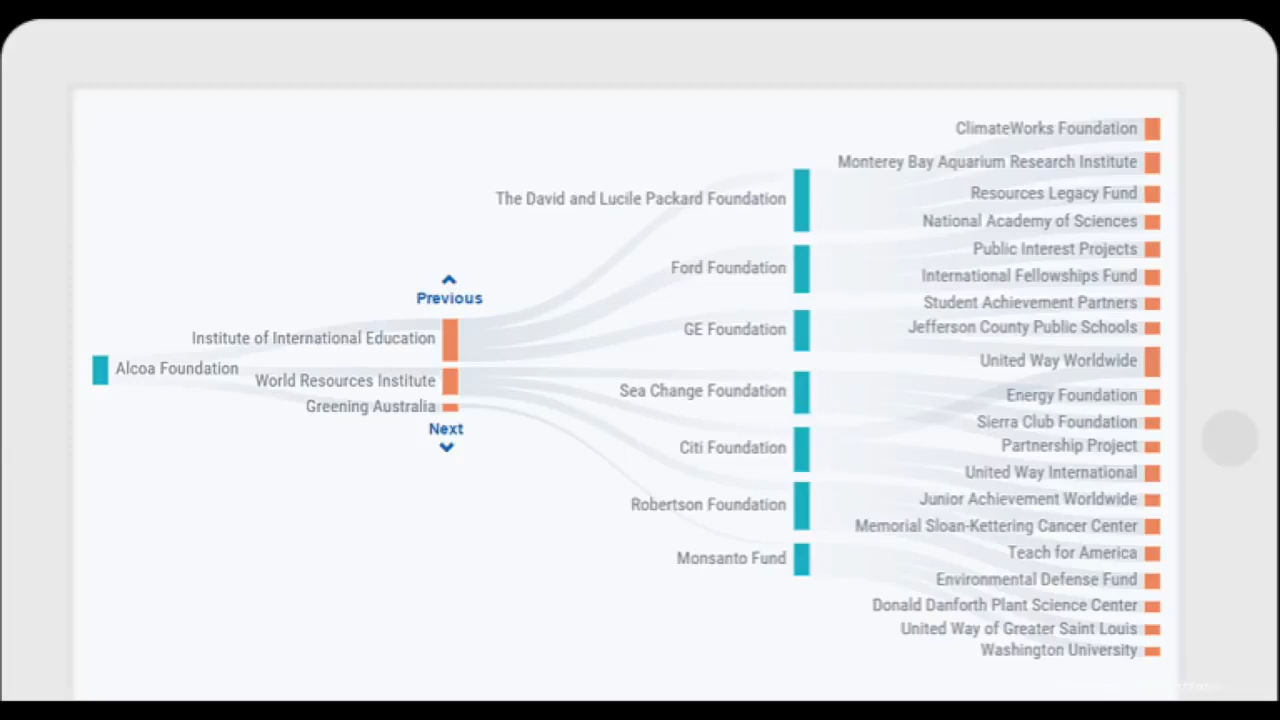 Alcoa Foundation
Previous
Institute of International Education
World Resources Institute
Greening Australia
Next
The David and Lucile Packard Foundation
Ford Foundation
GE Foundation
Sea Change Foundation
Citi Foundation
Robertson Foundation
Monsanto Fund
ClimateWorks Foundation
Monterey Bay Aquarium Research Institute
Resources Legacy Fund
National Academy of Sciences
Public Interest Projects
International Fellowships Fund
Student Achievement Partners
Jefferson County Public Schools
United Way Worldwide
Energy Foundation
Sierra Club Foundation
Partnership Project
United Way International
Junior Achievement Worldwide
Memorial Sloan-Kettering Cancer Center
Teach for America
Environmental Defense Fund
Donald Danforth Plant Science Center
United Way of Greater Saint Louis
Washington University